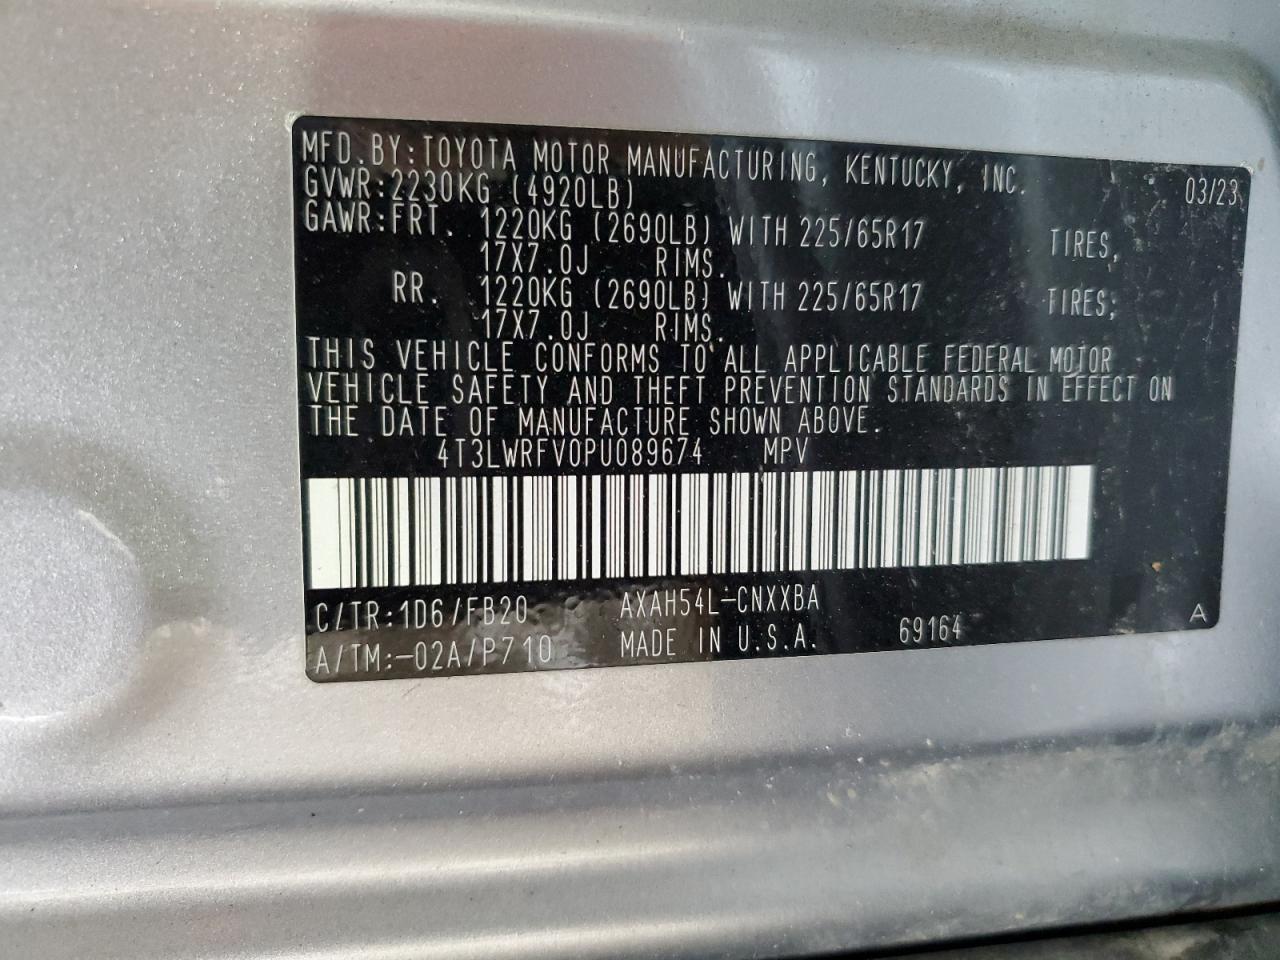 MFD.BY:TOYOTA MOTOR MANUFACTURING, KENTUCKY, INC.
03/23
GVWR:2230KG (4920LB)
GAWR:FRT. 1220KG (2690LB) WITH 225/65R17 TIRES,
17X7.0J RIMS.
RR. 1220KG (2690LB) WITH 225/65R17 TIRES;
17X7.0J RIMS.
THIS VEHICLE CONFORMS TO ALL APPLICABLE FEDERAL MOTOR
VEHICLE SAFETY AND THEFT PREVENTION STANDARDS IN EFFECT ON
THE DATE OF MANUFACTURE SHOWN ABOVE.
4T3LWRFV0PU089674 MPV
C/TR:1D6/FB20 AXAH54L-CNXXBA
A/TM:-02A/P710 MADE IN U.S.A. 69164 A